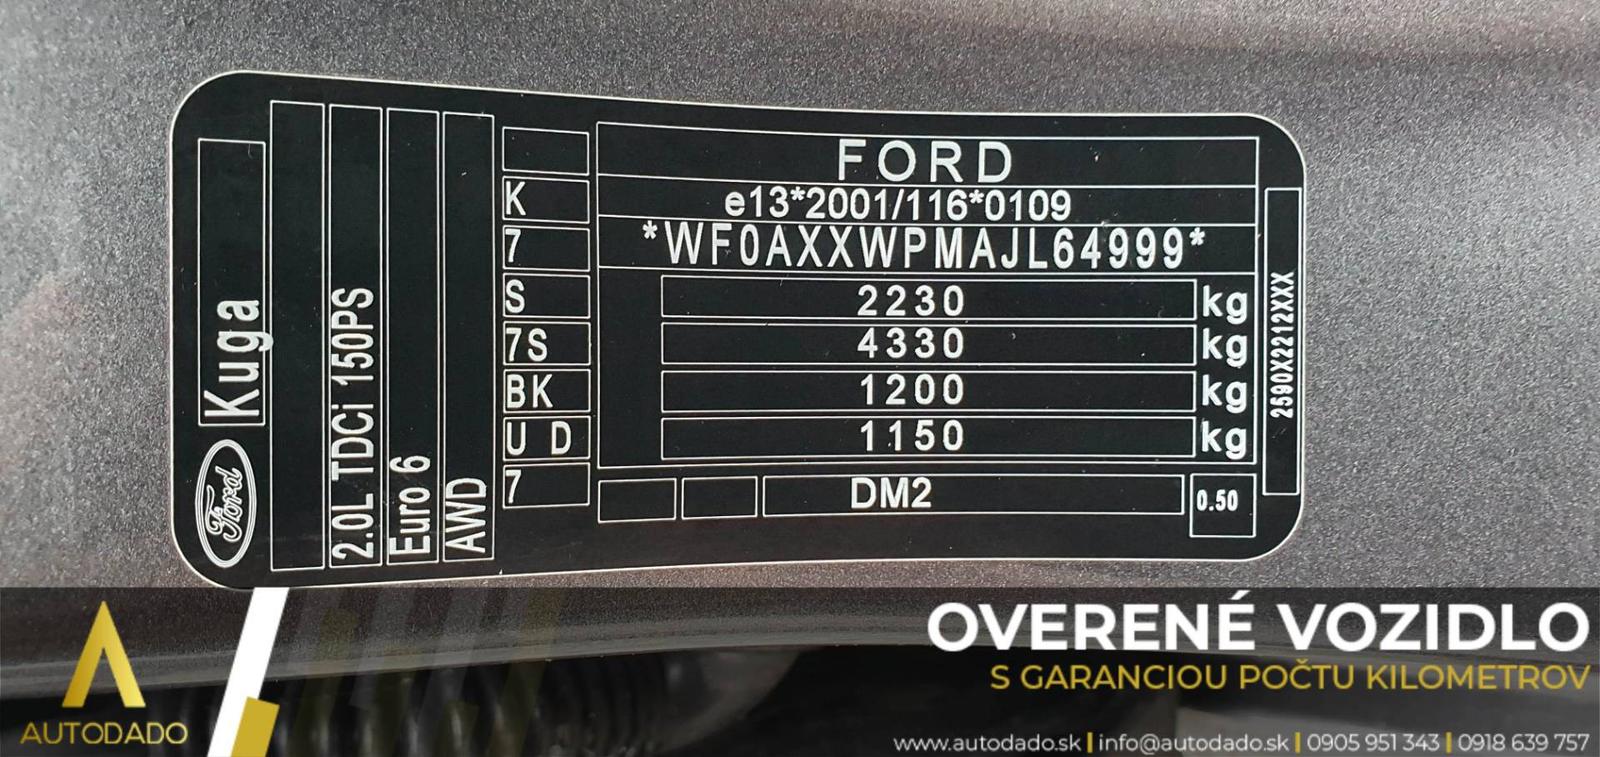 Ford
Kuga
2.0L TDCi 150PS
Euro 6
AWD
K
7
S
7S
BK
U D
7
FORD
e13*2001/116*0109
*WF0AXXWPMAJL64999*
2230 kg
4330 kg
1200 kg
1150 kg
DM2
0.50
2590X2212XXX
AUTODADO
OVERENÉ VOZIDLO
S GARANCIOU POČTU KILOMETROV
www.autodado.sk | info@autodado.sk | 0905 951 343 | 0918 639 757